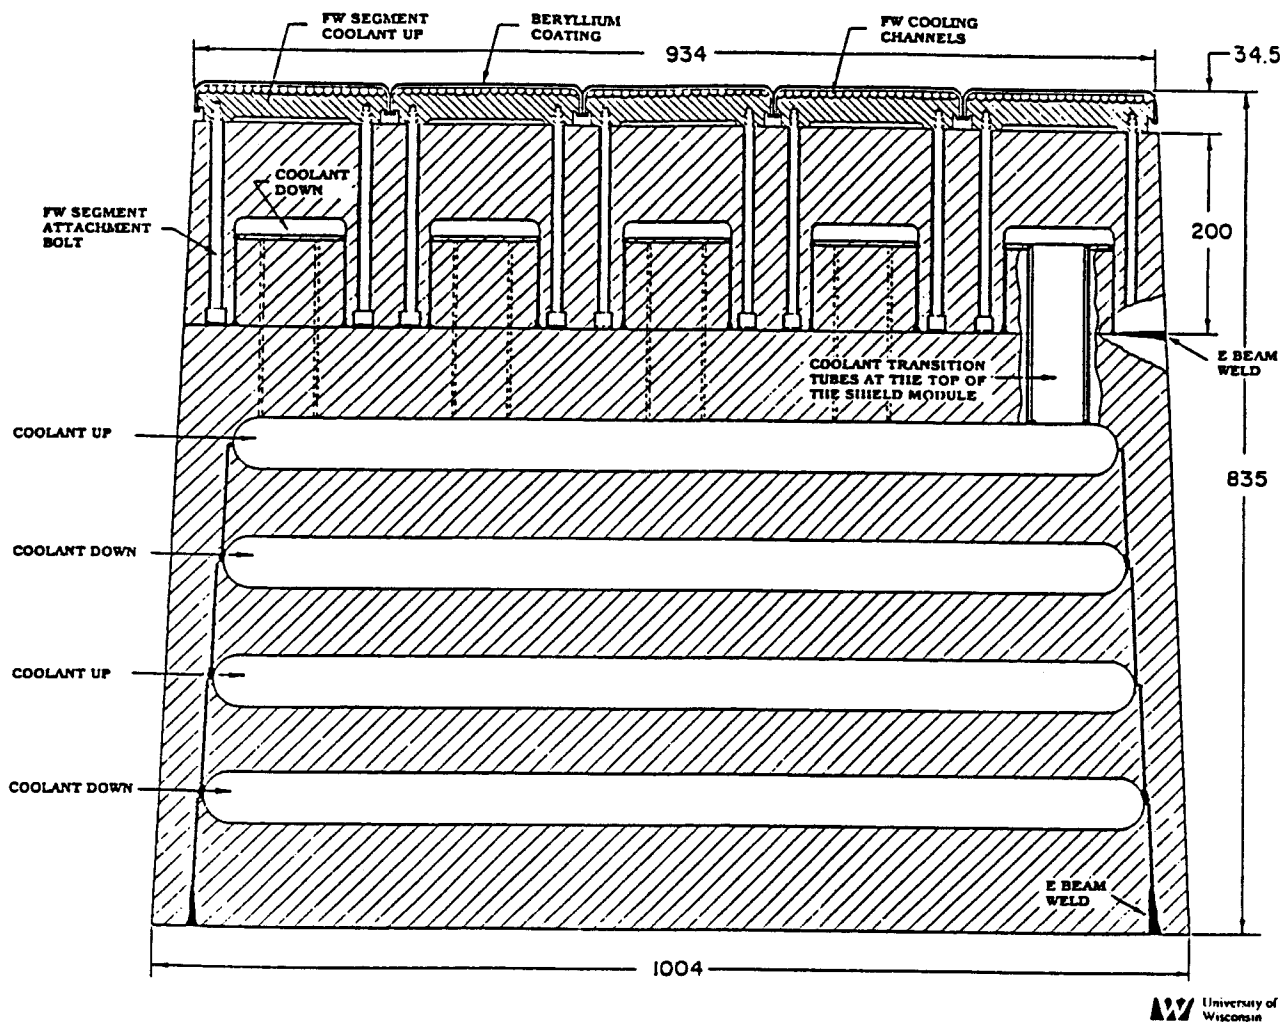 FW SEGMENT
COOLANT UP
BERYLLIUM
COATING
FW COOLING
CHANNELS
934
34.5
COOLANT
DOWN
FW SEGMENT
ATTACHMENT
BOLT
200
E BEAM
WELD
COOLANT TRANSITION
TUBES AT THE TOP OF
THE SHIELD MODULE
COOLANT UP
835
COOLANT DOWN
COOLANT UP
COOLANT DOWN
E BEAM
WELD
1004
W University of
Wisconsin